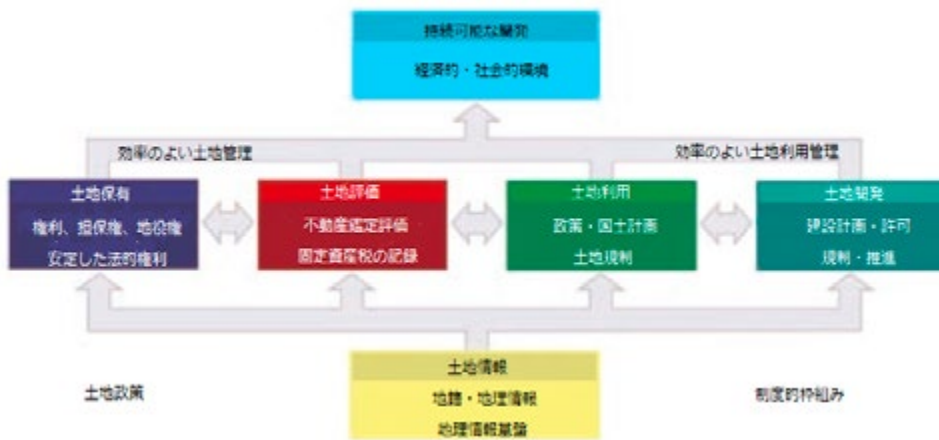 持続可能な開発
経済的・社会的環境
効率のよい土地管理
効率のよい土地利用管理
土地保有
権利、担保権、地役権
安定した法的権利
土地評価
不動産鑑定評価
固定資産税の記録
土地利用
政策・国土計画
土地規制
土地開発
建設計画・許可
規制・推進
土地情報
地籍・地理情報
地理情報基盤
土地政策
制度的枠組み